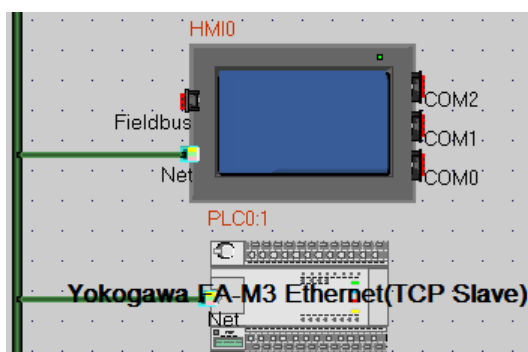 HMI0
COM2
Fieldbus
COM1
Net
COM0
PLC0:1
Yokogawa FA-M3 Ethernet(TCP Slave)
Net